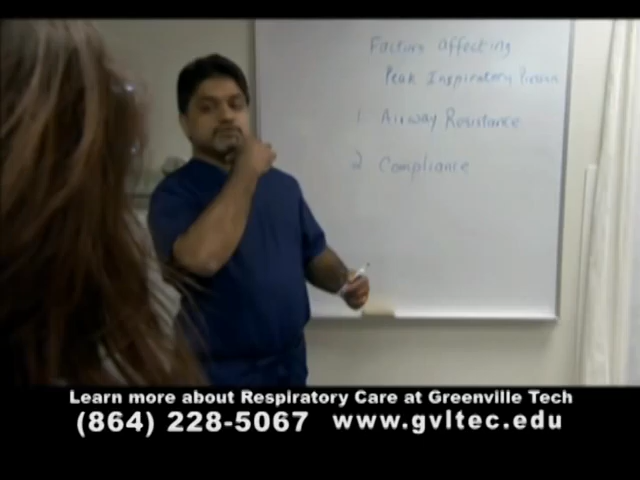 Factors Affecting
Peak Inspiratory Pressure
1 Airway Resistance
2 Compliance
Learn more about Respiratory Care at Greenville Tech
(864) 228-5067 www.gvltec.edu